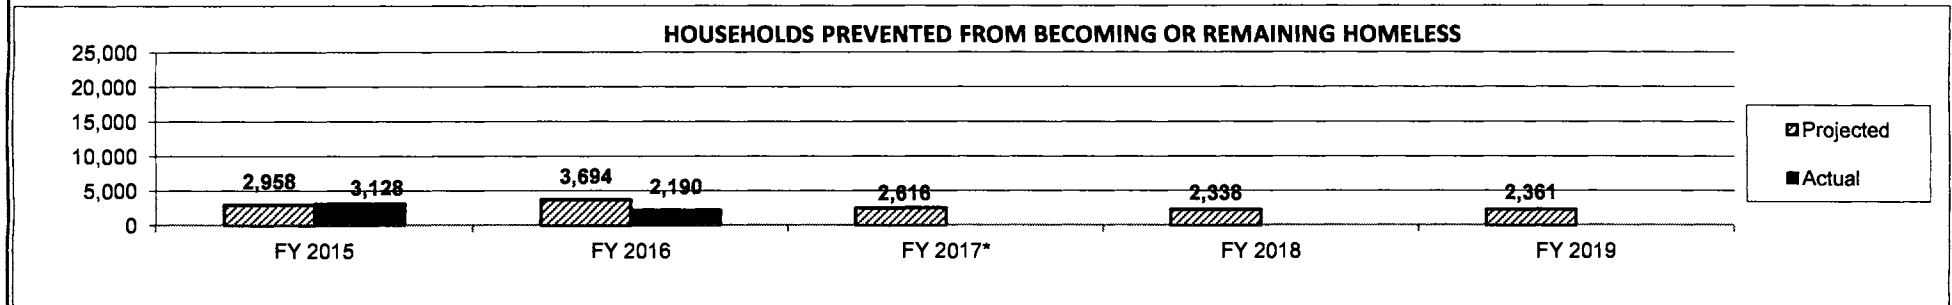 HOUSEHOLDS PREVENTED FROM BECOMING OR REMAINING HOMELESS
25,000
20,000
15,000
10,000
5,000
0
2,958
3,128
3,694
2,190
2,616
2,338
2,361
FY 2015
FY 2016
FY 2017*
FY 2018
FY 2019
Projected
Actual